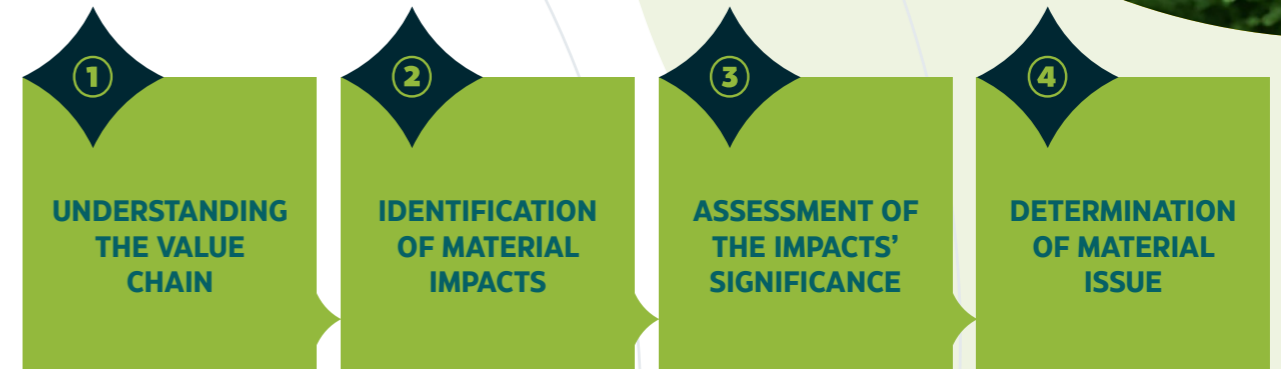 1
UNDERSTANDING
THE VALUE
CHAIN
2
IDENTIFICATION
OF MATERIAL
IMPACTS
3
ASSESSMENT OF
THE IMPACTS’
SIGNIFICANCE
4
DETERMINATION
OF MATERIAL
ISSUE